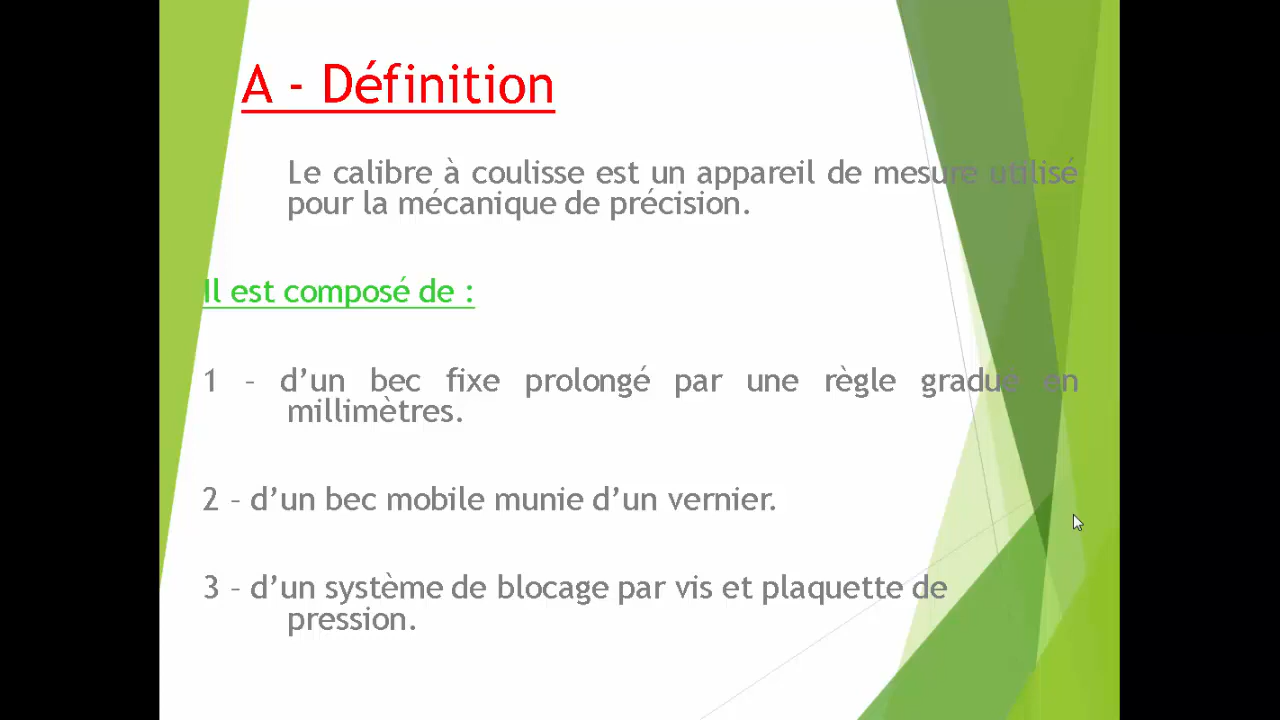 A - Définition
Le calibre à coulisse est un appareil de mesure utilisé
pour la mécanique de précision.
Il est composé de :
1 – d’un bec fixe prolongé par une règle gradué en
millimètres.
2 – d’un bec mobile munie d’un vernier.
3 – d’un système de blocage par vis et plaquette de
pression.